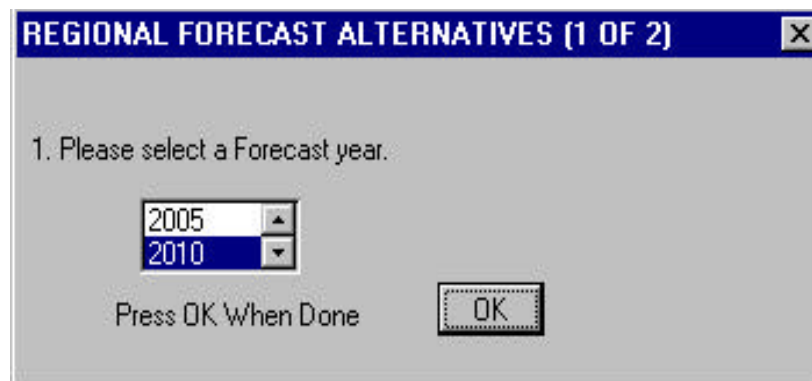 REGIONAL FORECAST ALTERNATIVES (1 OF 2)
1. Please select a Forecast year.
2005
2010
Press OK When Done
OK